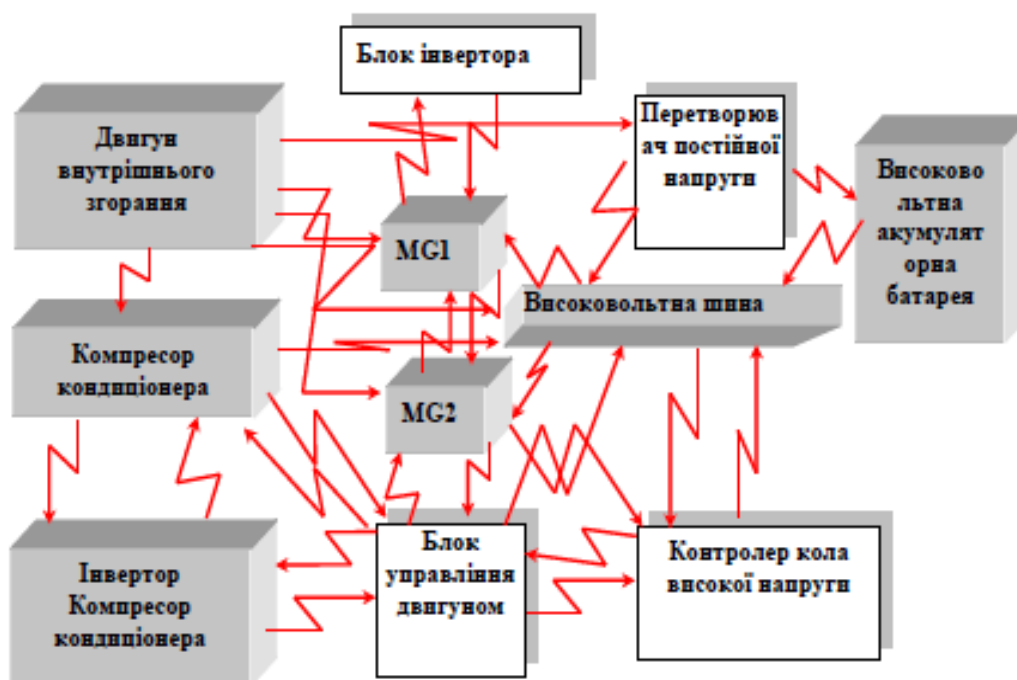 Блок інвертора
Двигун
внутрішнього
згорання
Перетворюв
ач постійної
напруги
Високово
льтна
акумулят
орна
батарея
MG1
Високовольтна шина
Компресор
кондиціонера
MG2
Інвертор
Компресор
кондиціонера
Блок
управління
двигуном
Контролер кола
високої напруги